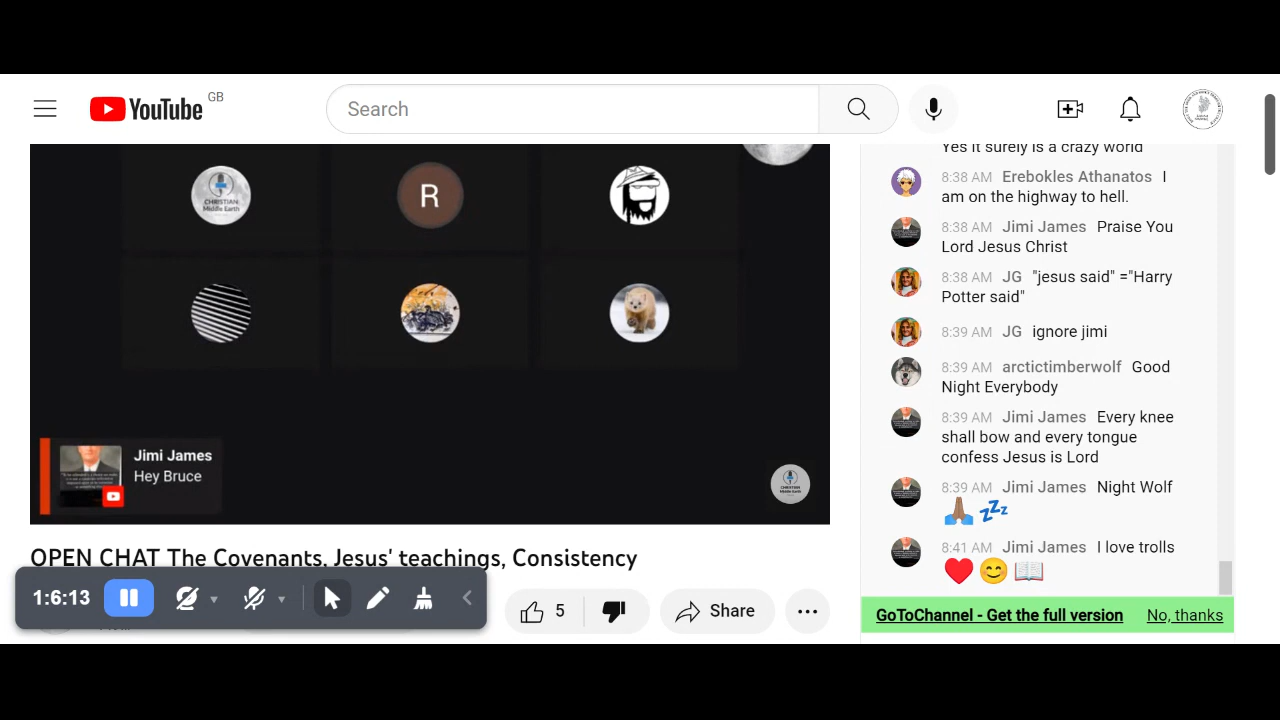 YouTube GB
Search
Yes it surely is a crazy world
8:38 AM Erebokles Athanatos I
am on the highway to hell.
8:38 AM Jimi James Praise You
Lord Jesus Christ
8:38 AM JG "jesus said" ="Harry
Potter said"
8:39 AM JG ignore jimi
8:39 AM arctictimberwolf Good
Night Everybody
8:39 AM Jimi James Every knee
shall bow and every tongue
confess Jesus is Lord
8:39 AM Jimi James Night Wolf
8:41 AM Jimi James I love trolls
GoToChannel - Get the full version No, thanks
CHRISTIAN
Middle Earth
R
Jimi James
Hey Bruce
OPEN CHAT The Covenants, Jesus' teachings, Consistency
1:6:13
5
Share